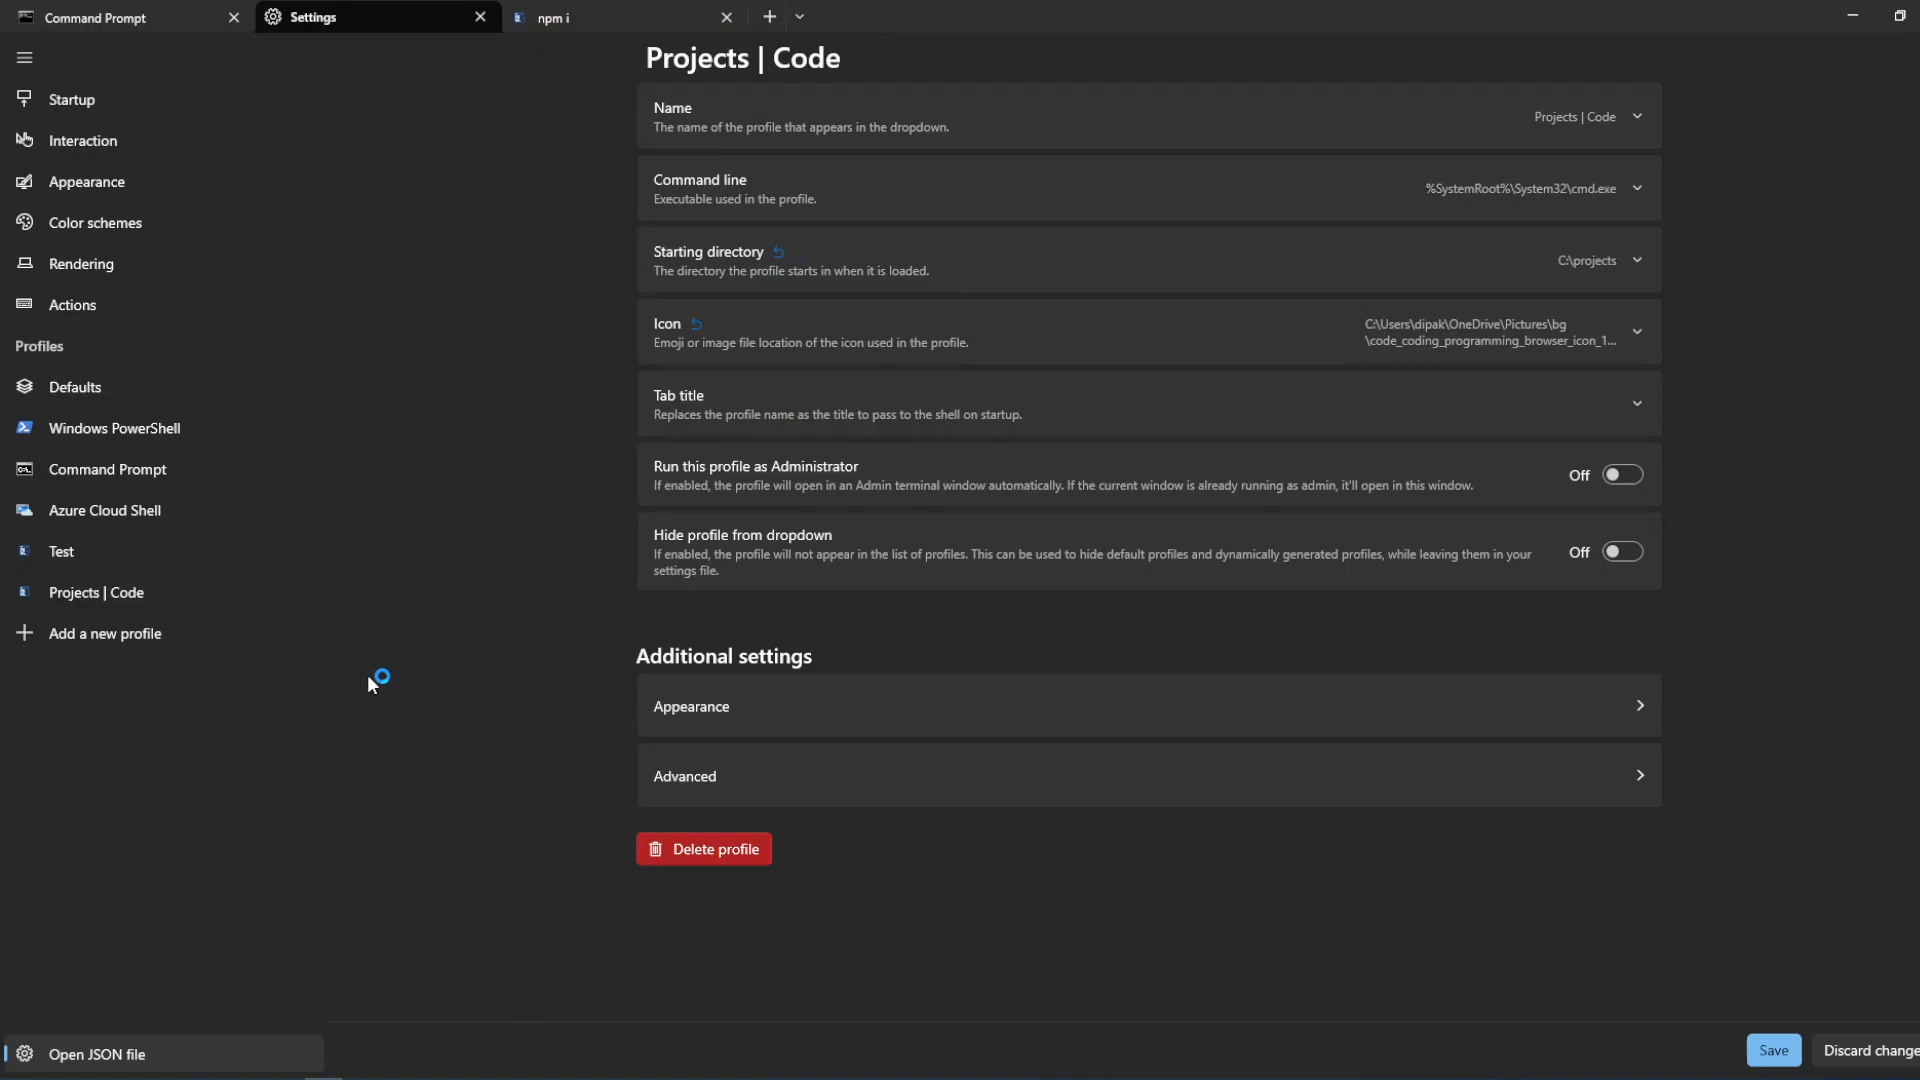 Command Prompt
Settings
npm i
Projects | Code
Startup
Interaction
Appearance
Color schemes
Rendering
Actions
Profiles
Defaults
Windows PowerShell
Command Prompt
Azure Cloud Shell
Test
Projects | Code
Add a new profile
Open JSON file
Name
The name of the profile that appears in the dropdown.
Projects | Code
Command line
Executable used in the profile.
%SystemRoot%\System32\cmd.exe
Starting directory
The directory the profile starts in when it is loaded.
C:\projects
Icon
Emoji or image file location of the icon used in the profile.
C:\Users\dipak\OneDrive\Pictures\bg
\code_coding_programming_browser_icon_1...
Tab title
Replaces the profile name as the title to pass to the shell on startup.
Run this profile as Administrator
If enabled, the profile will open in an Admin terminal window automatically. If the current window is already running as admin, it'll open in this window.
Off
Hide profile from dropdown
If enabled, the profile will not appear in the list of profiles. This can be used to hide default profiles and dynamically generated profiles, while leaving them in your
settings file.
Off
Additional settings
Appearance
Advanced
Delete profile
Save
Discard change